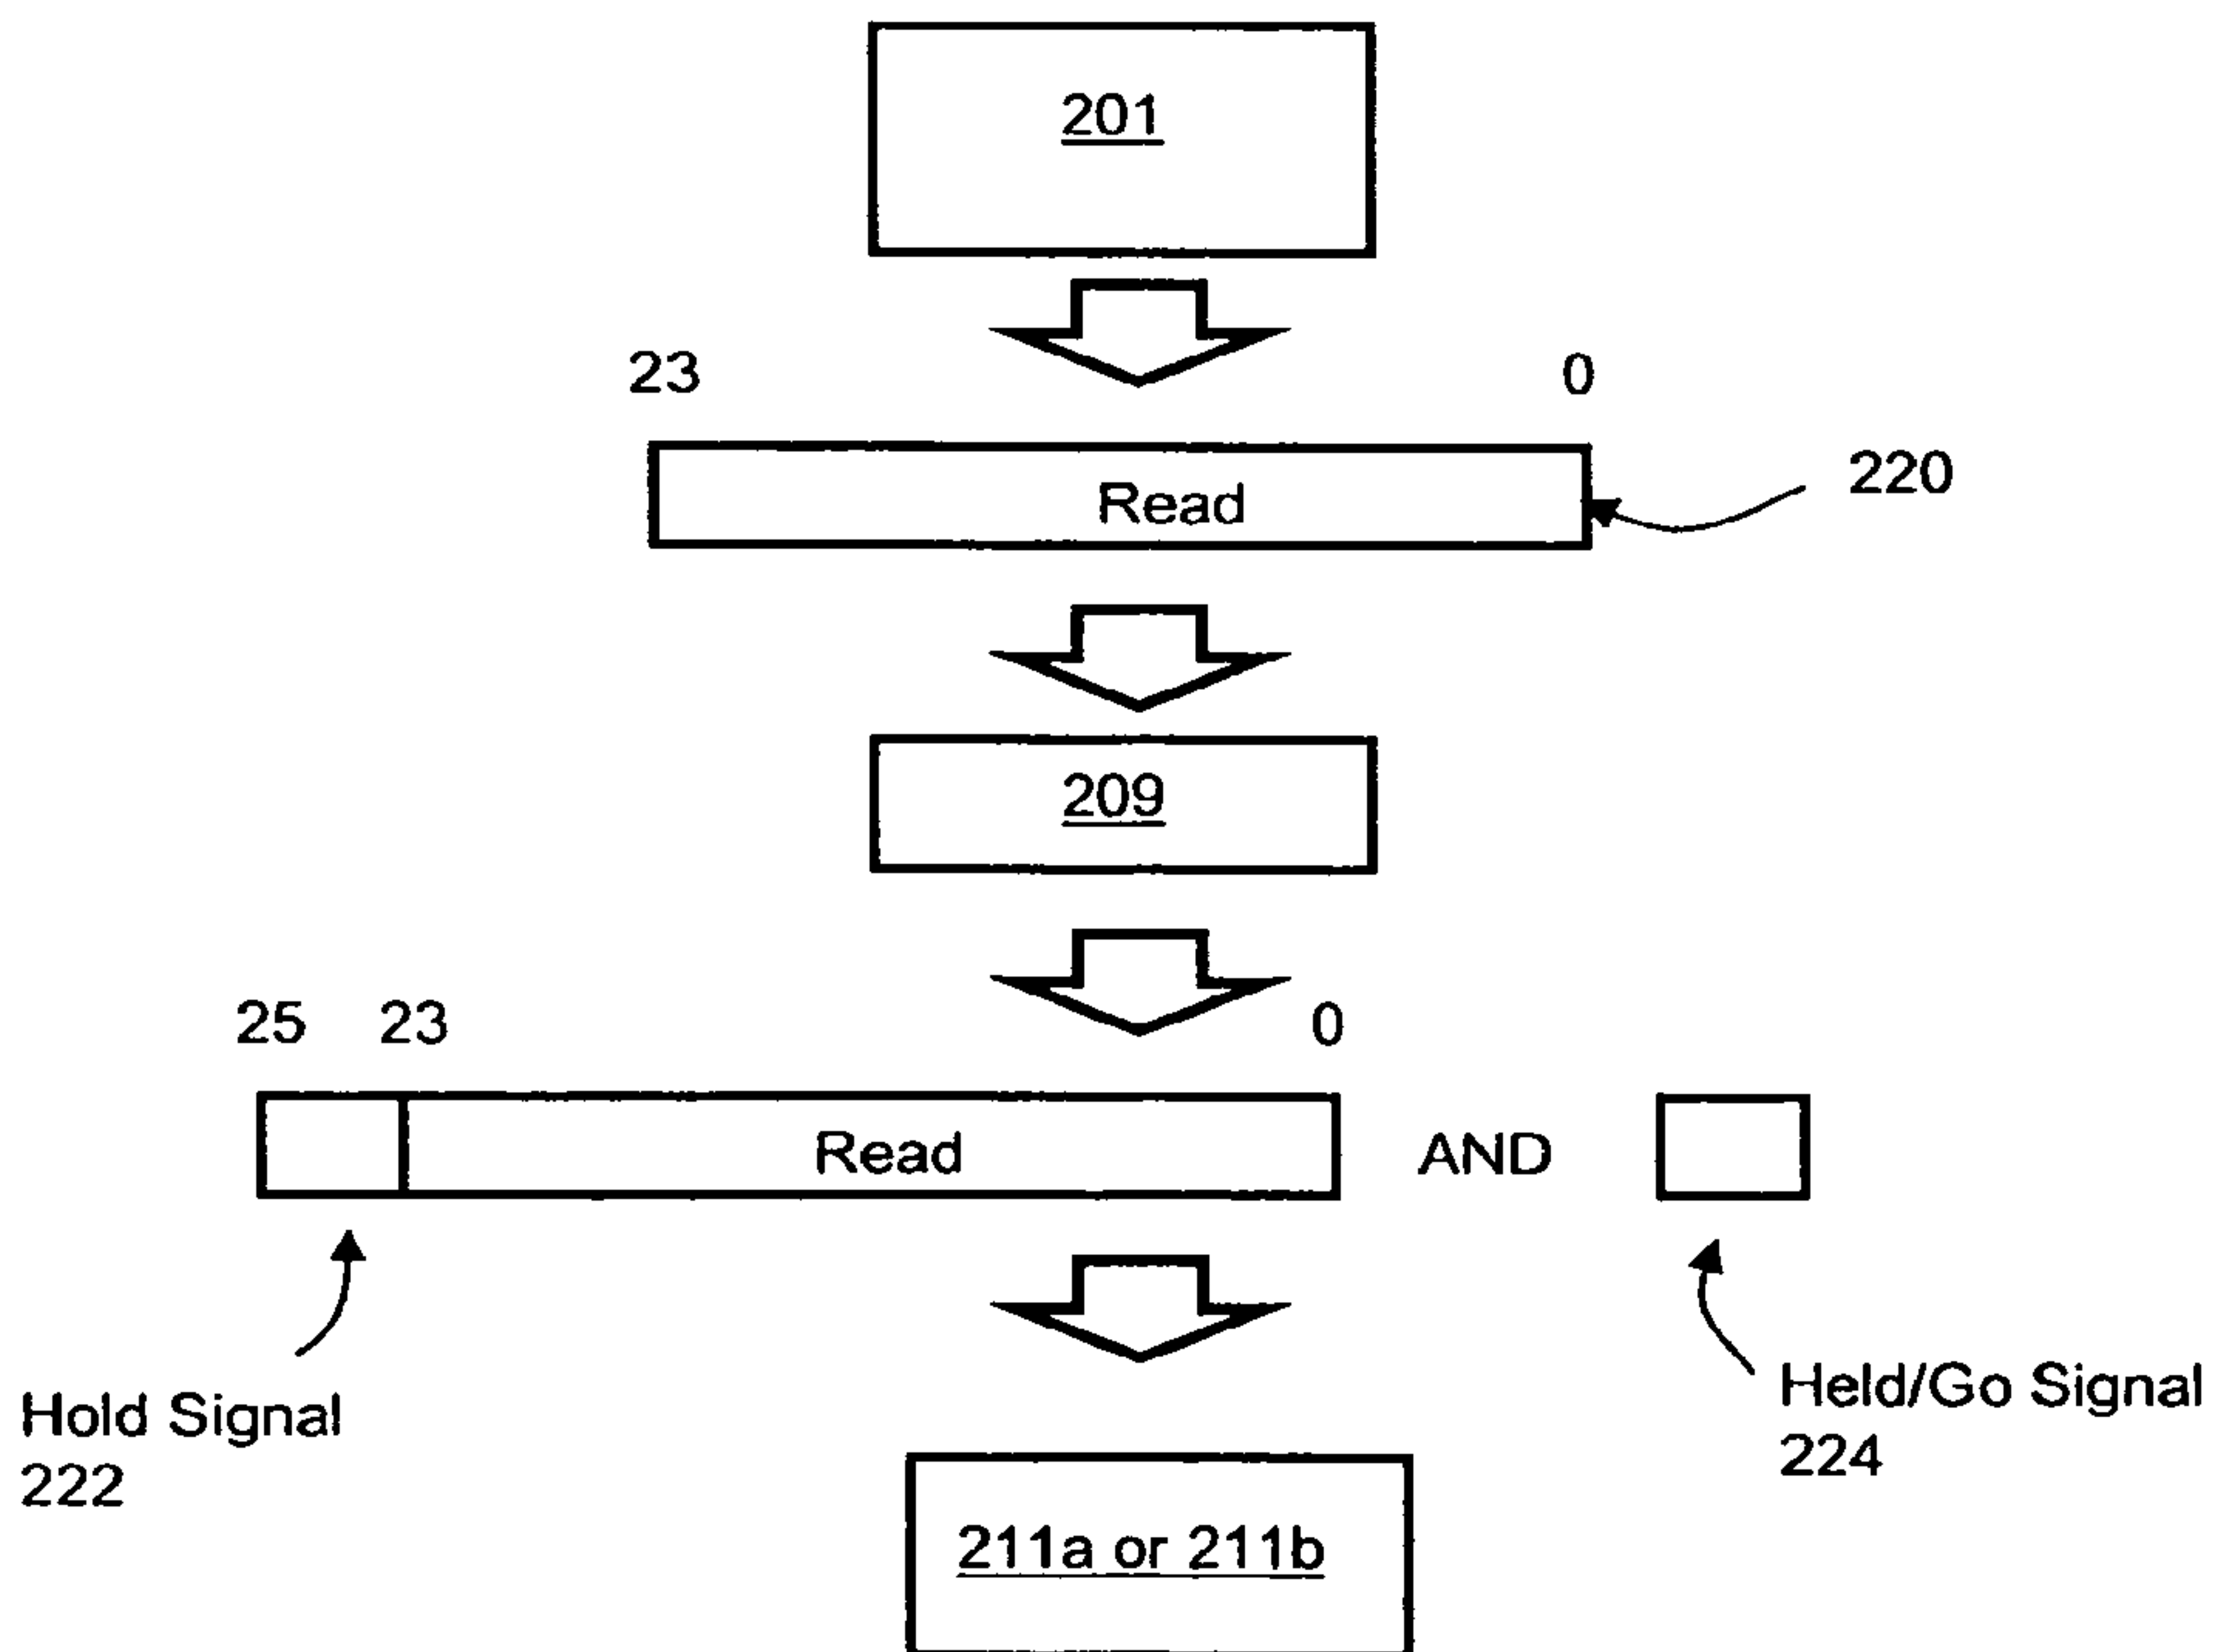 201
23 0
Read
220
209
25 23 0
Read AND
Hold Signal
222
Held/Go Signal
224
211a or 211b